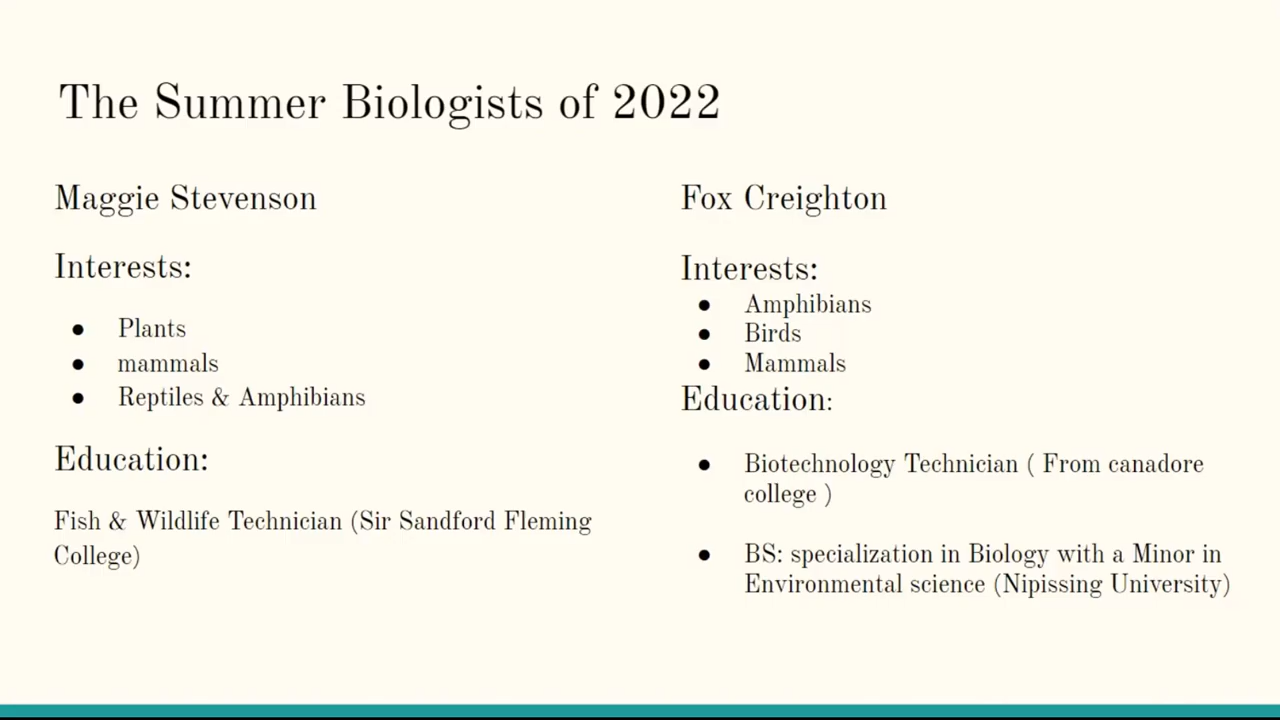 The Summer Biologists of 2022
Maggie Stevenson
Interests:
● Plants
● mammals
● Reptiles & Amphibians
Education:
Fish & Wildlife Technician (Sir Sandford Fleming
College)
Fox Creighton
Interests:
● Amphibians
● Birds
● Mammals
Education:
● Biotechnology Technician ( From canadore
college )
● BS: specialization in Biology with a Minor in
Environmental science (Nipissing University)